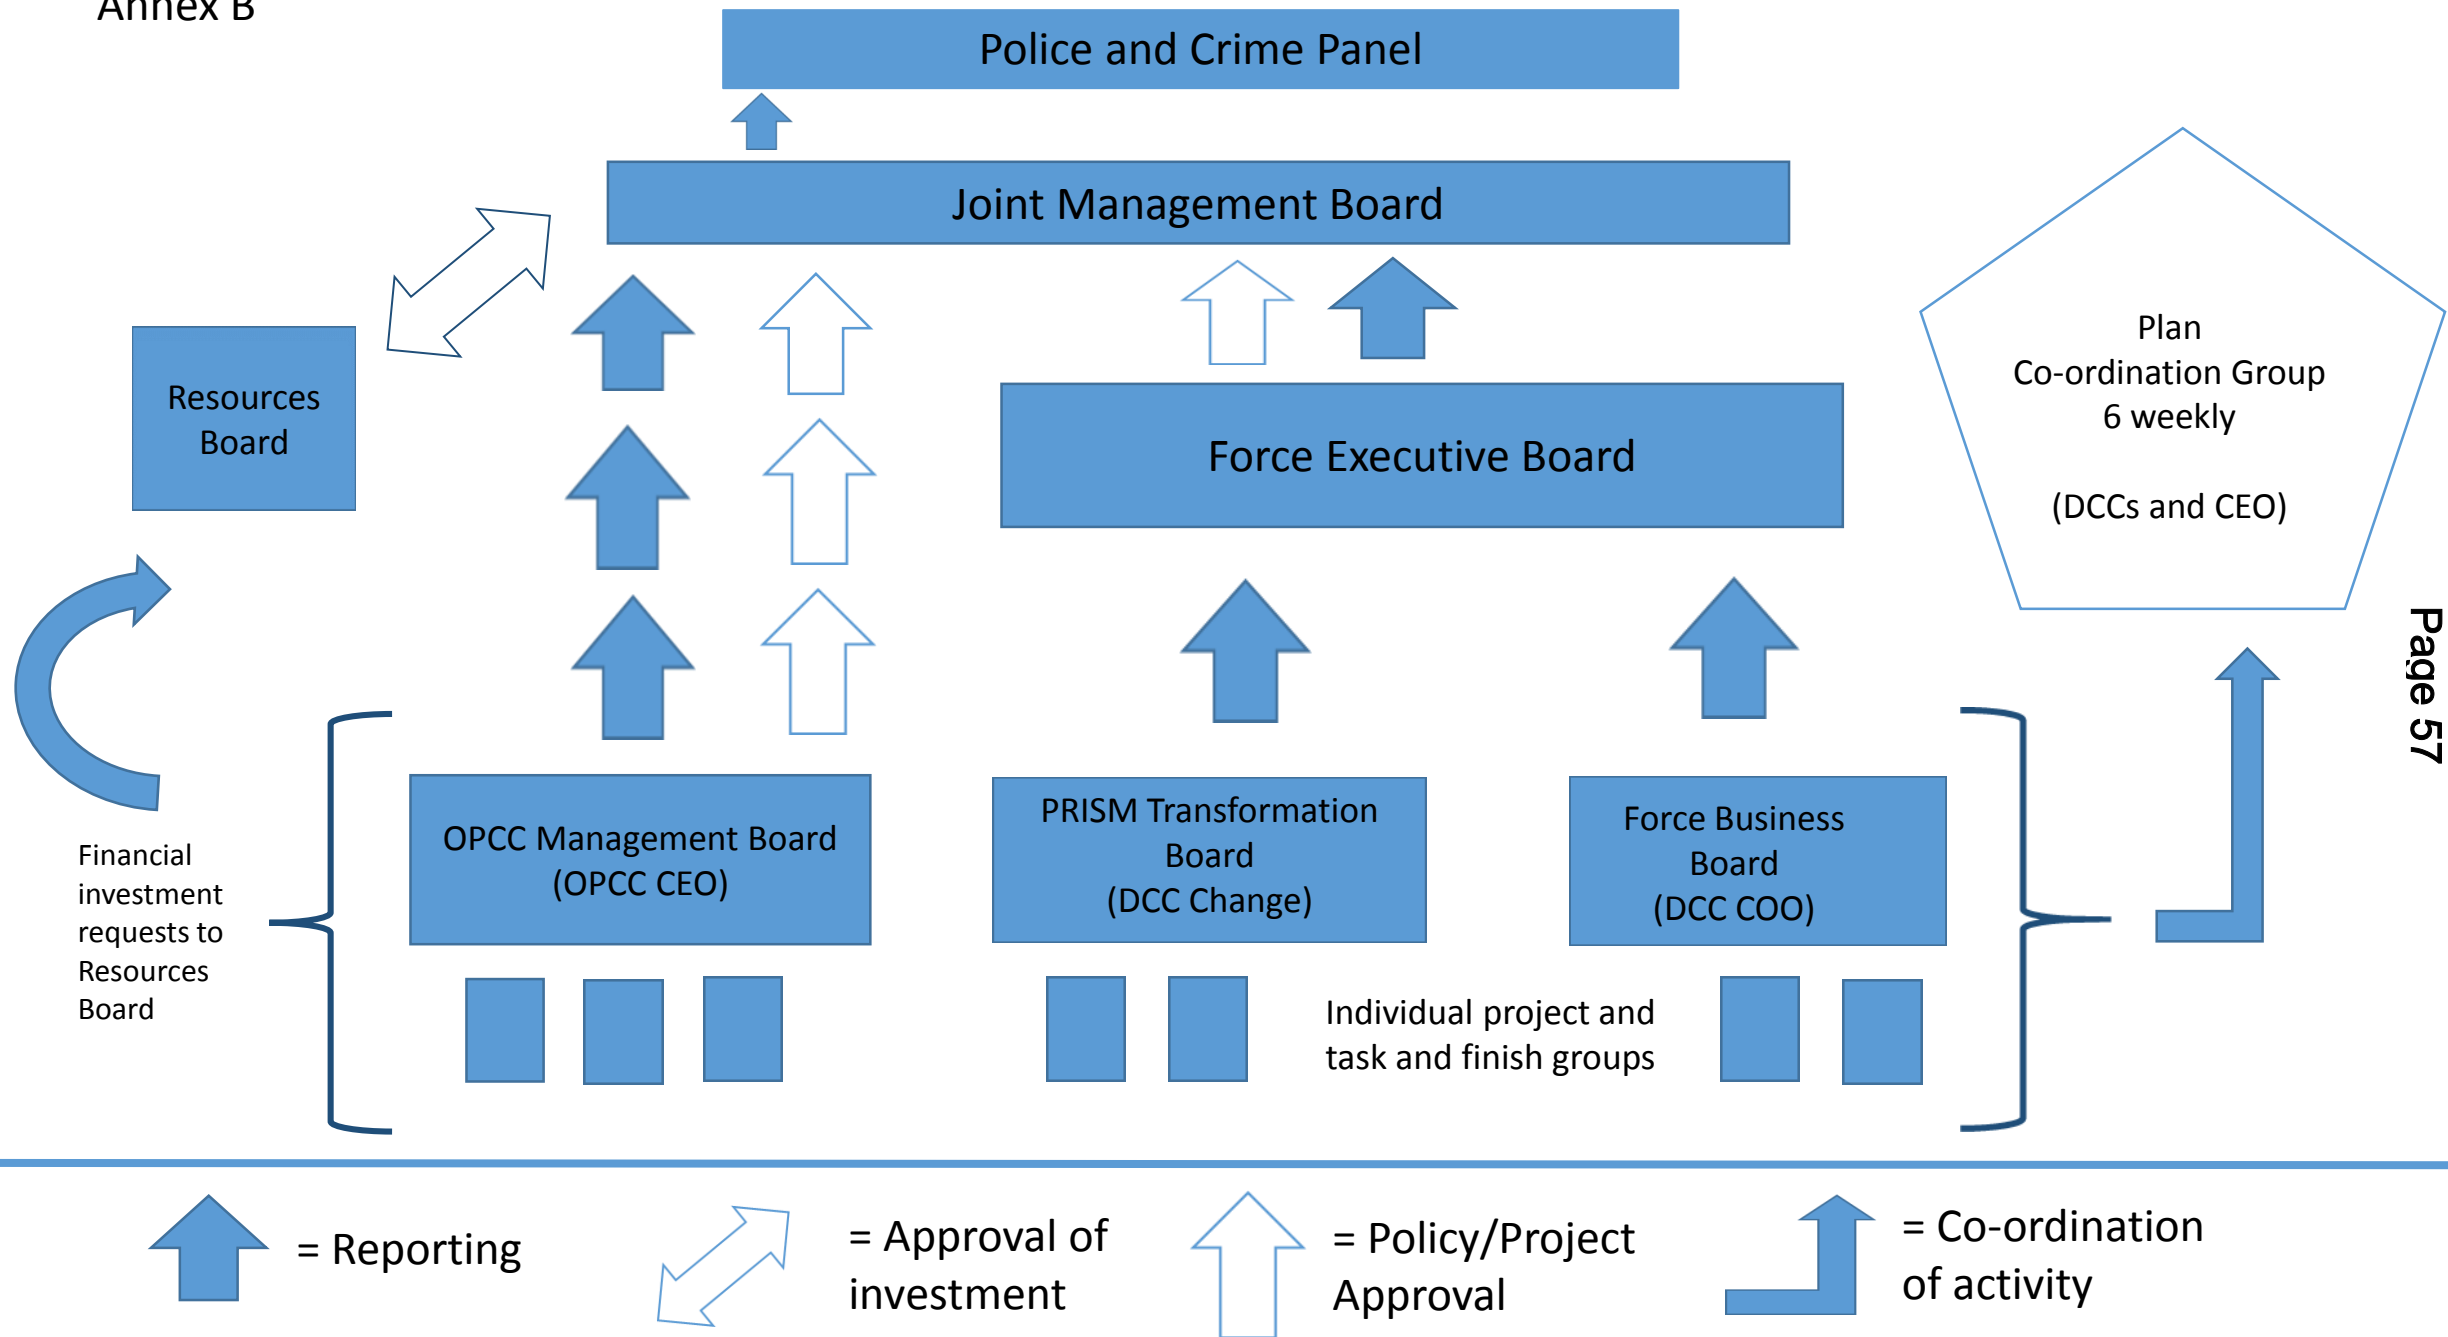 Annex B
Police and Crime Panel
Joint Management Board
Resources
Board
Plan
Co-ordination Group
6 weekly
(DCCs and CEO)
Force Executive Board
Page 57
Financial
investment
requests to
Resources
Board
OPCC Management Board
(OPCC CEO)
PRISM Transformation
Board
(DCC Change)
Force Business
Board
(DCC COO)
Individual project and
task and finish groups
= Reporting
= Approval of
investment
= Policy/Project
Approval
= Co-ordination
of activity